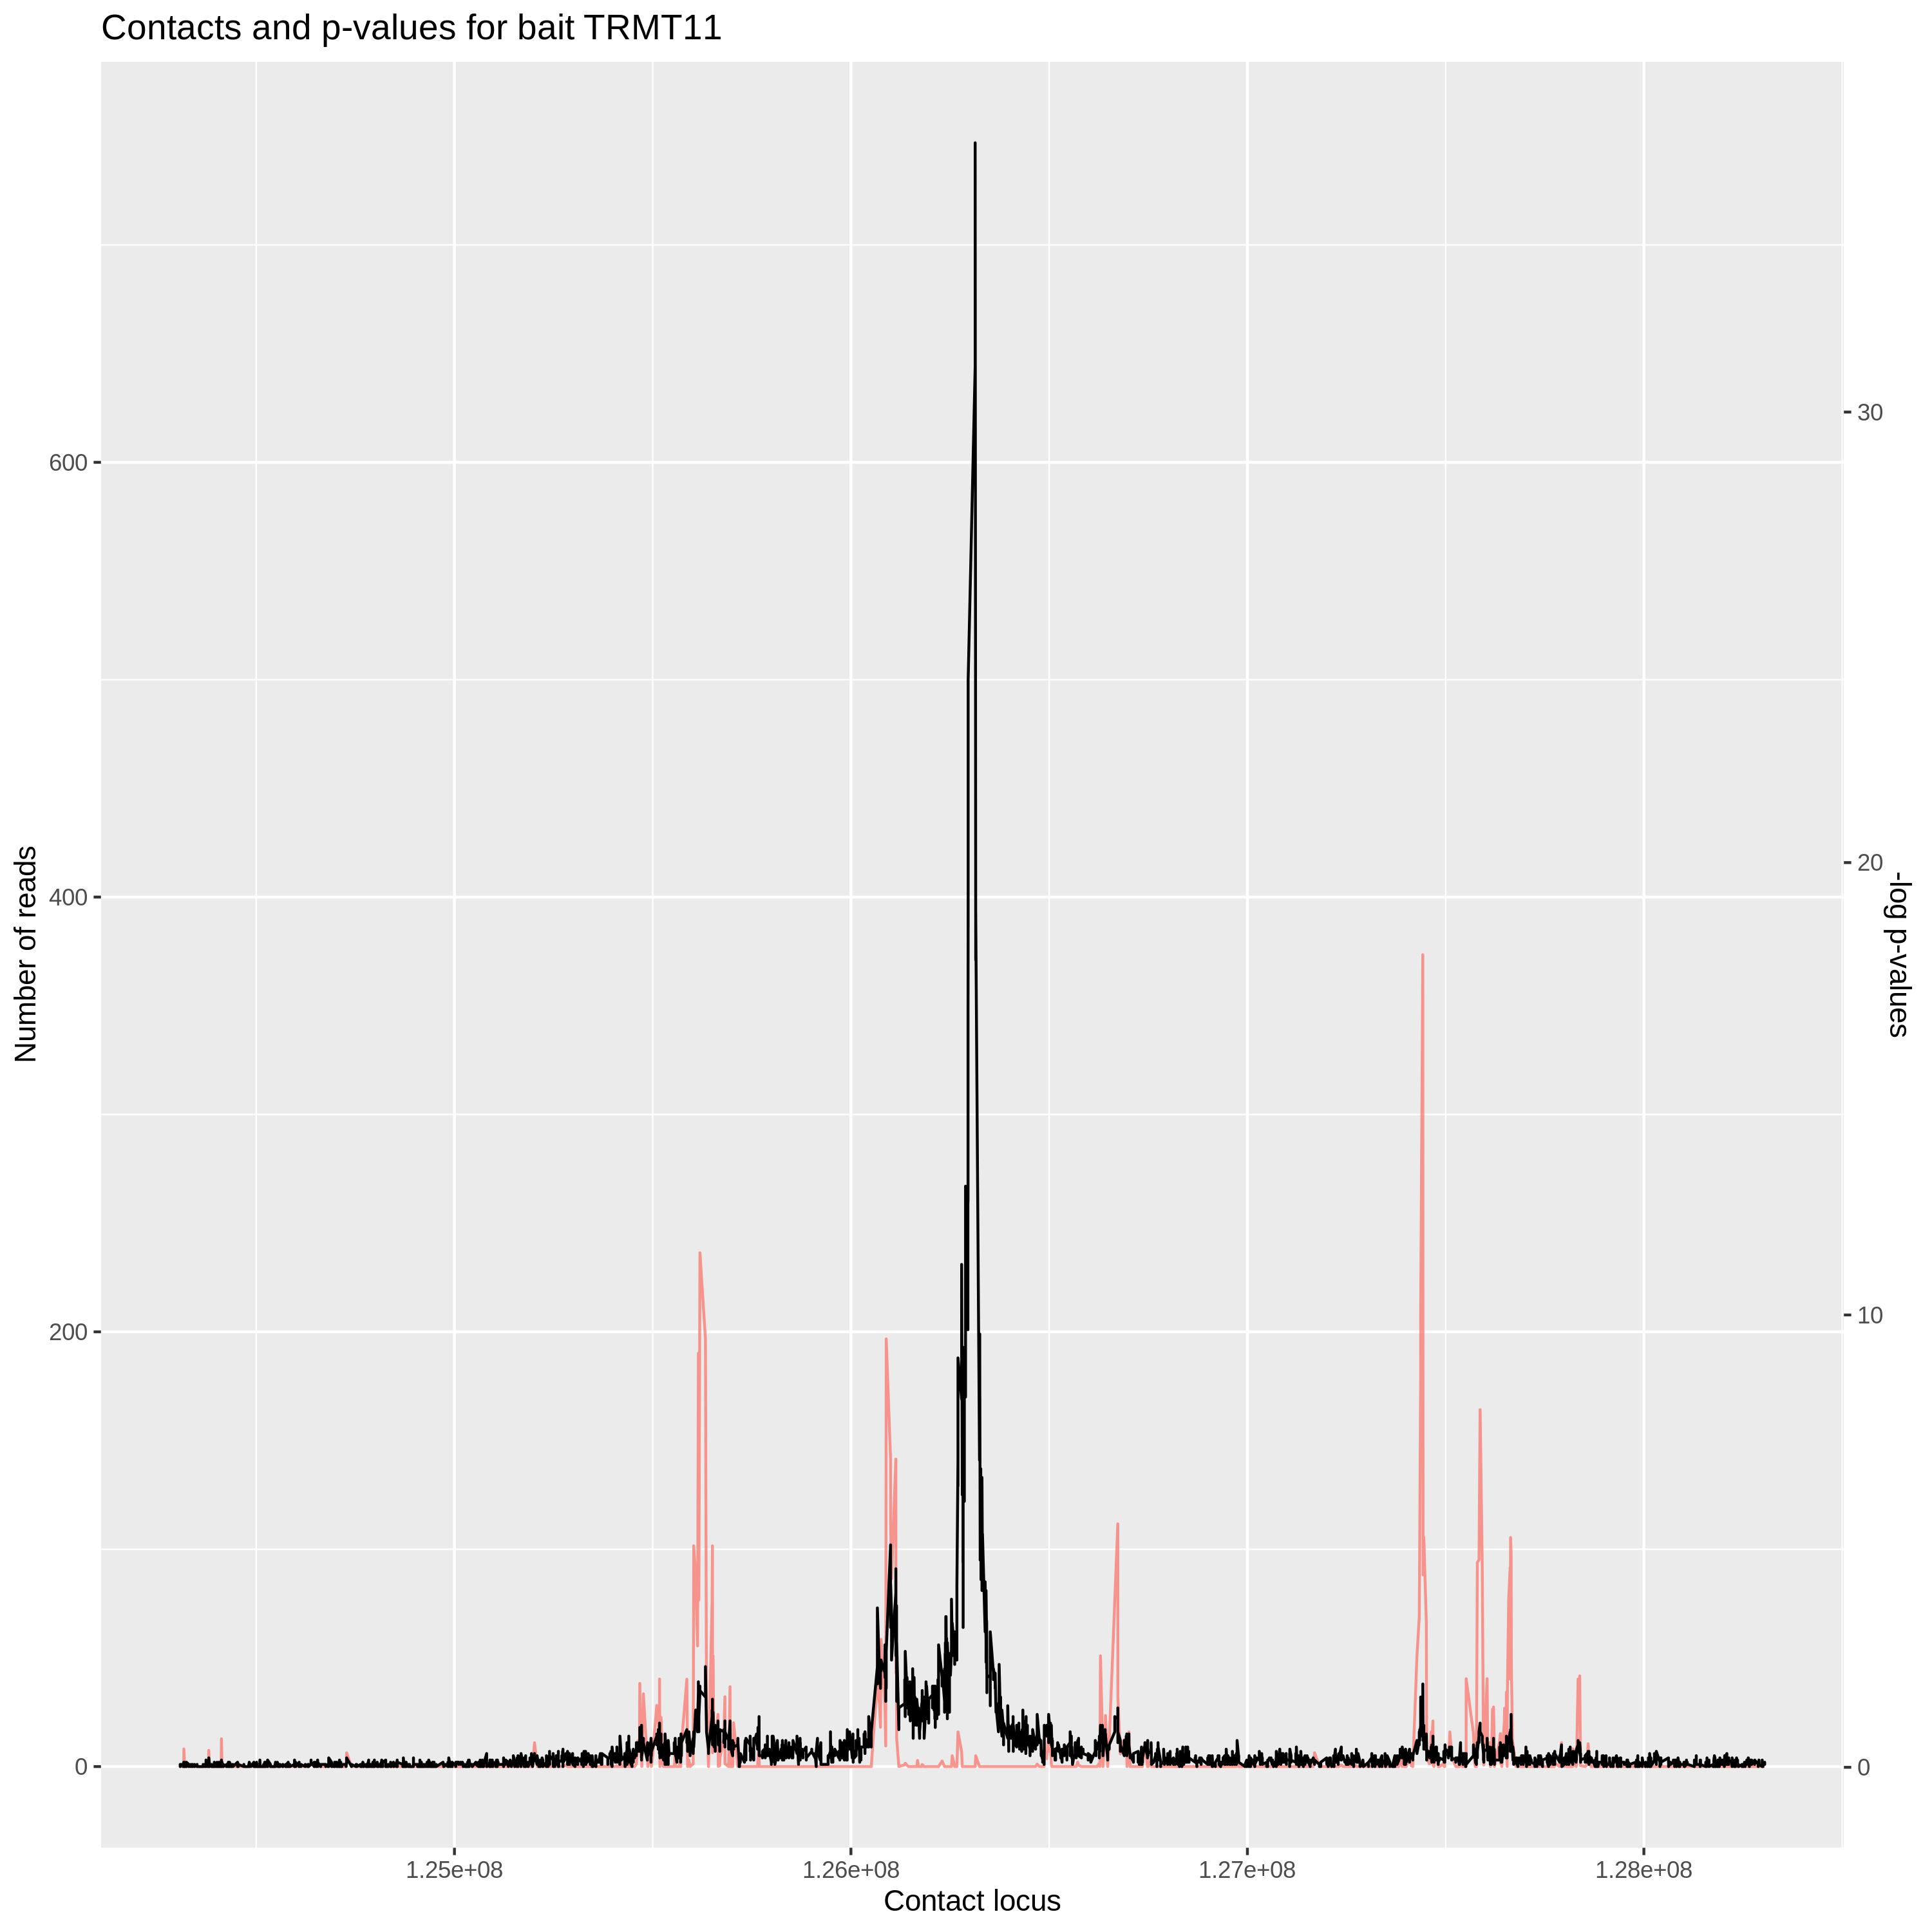 Contacts and p-values for bait TRMT11
Number of reads
600
400
200
0
30
20
10
0
-log p-values
1.25e+08
1.26e+08
1.27e+08
1.28e+08
Contact locus